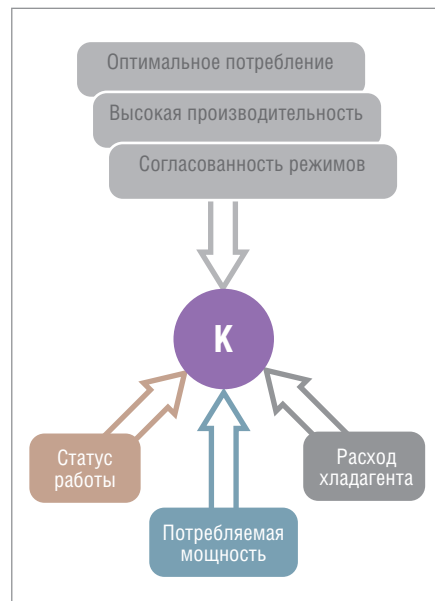 Оптимальное потребление
Высокая производительность
Согласованность режимов
К
Статус
работы
Расход
хладагента
Потребляемая
мощность